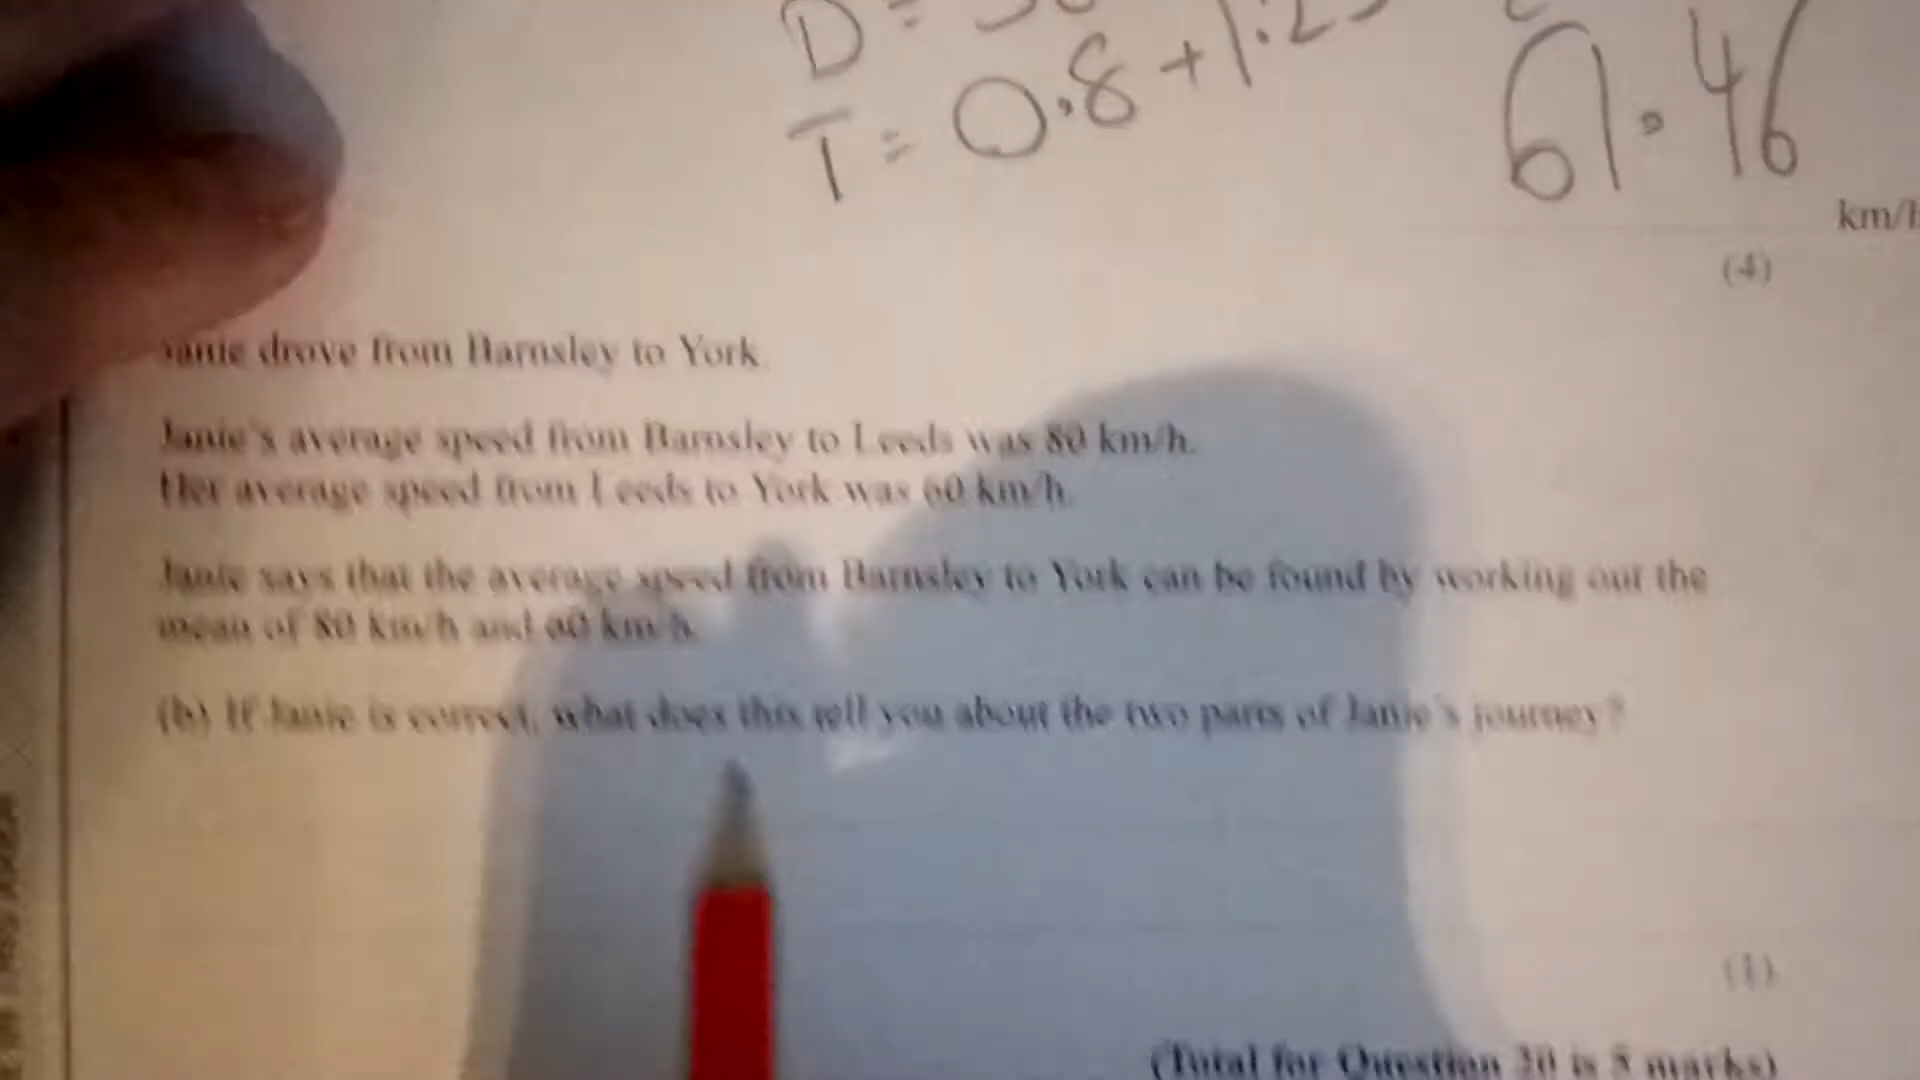 D =
T = 0.8 + 1.25
61.46
km/h
(4)
Janie drove from Barnsley to York.
Janie's average speed from Barnsley to Leeds was 80 km/h.
Her average speed from Leeds to York was 60 km/h.
Janie says that the average speed from Barnsley to York can be found by working out the
mean of 80 km/h and 60 km/h.
(b) If Janie is correct, what does this tell you about the two parts of Janie's journey?
(1)
(Total for Question 20 is 5 marks)